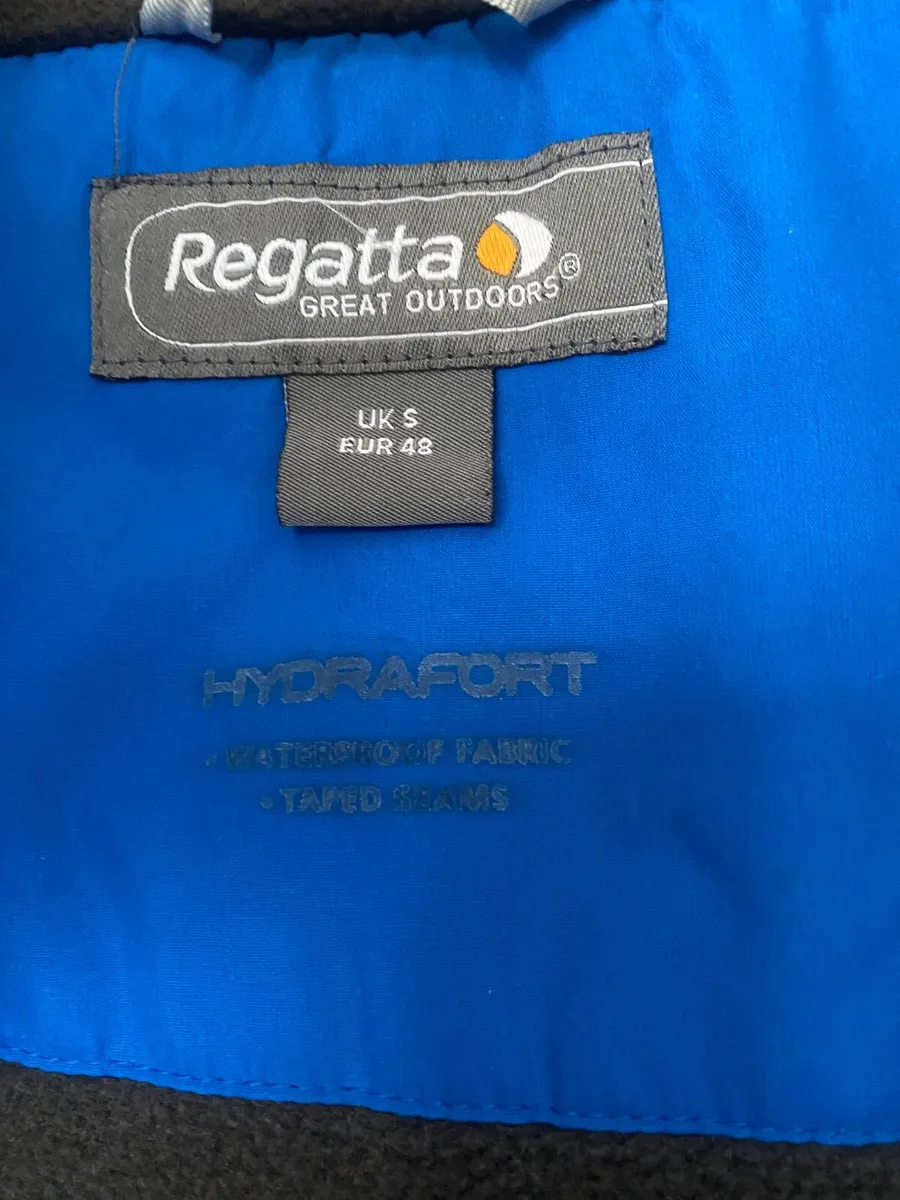 Regatta
GREAT OUTDOORS®
UK S
EUR 48
HYDRAFORT
• WATERPROOF FABRIC
• TAPED SEAMS